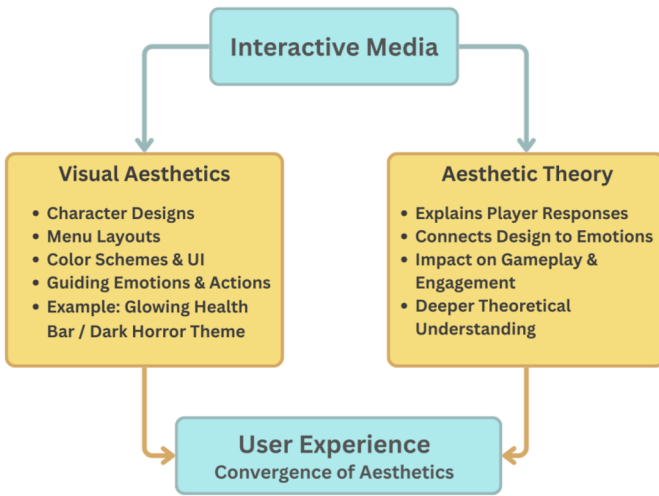 Interactive Media
Visual Aesthetics
• Character Designs
• Menu Layouts
• Color Schemes & UI
• Guiding Emotions & Actions
• Example: Glowing Health
Bar / Dark Horror Theme
Aesthetic Theory
• Explains Player Responses
• Connects Design to Emotions
• Impact on Gameplay &
Engagement
• Deeper Theoretical
Understanding
User Experience
Convergence of Aesthetics